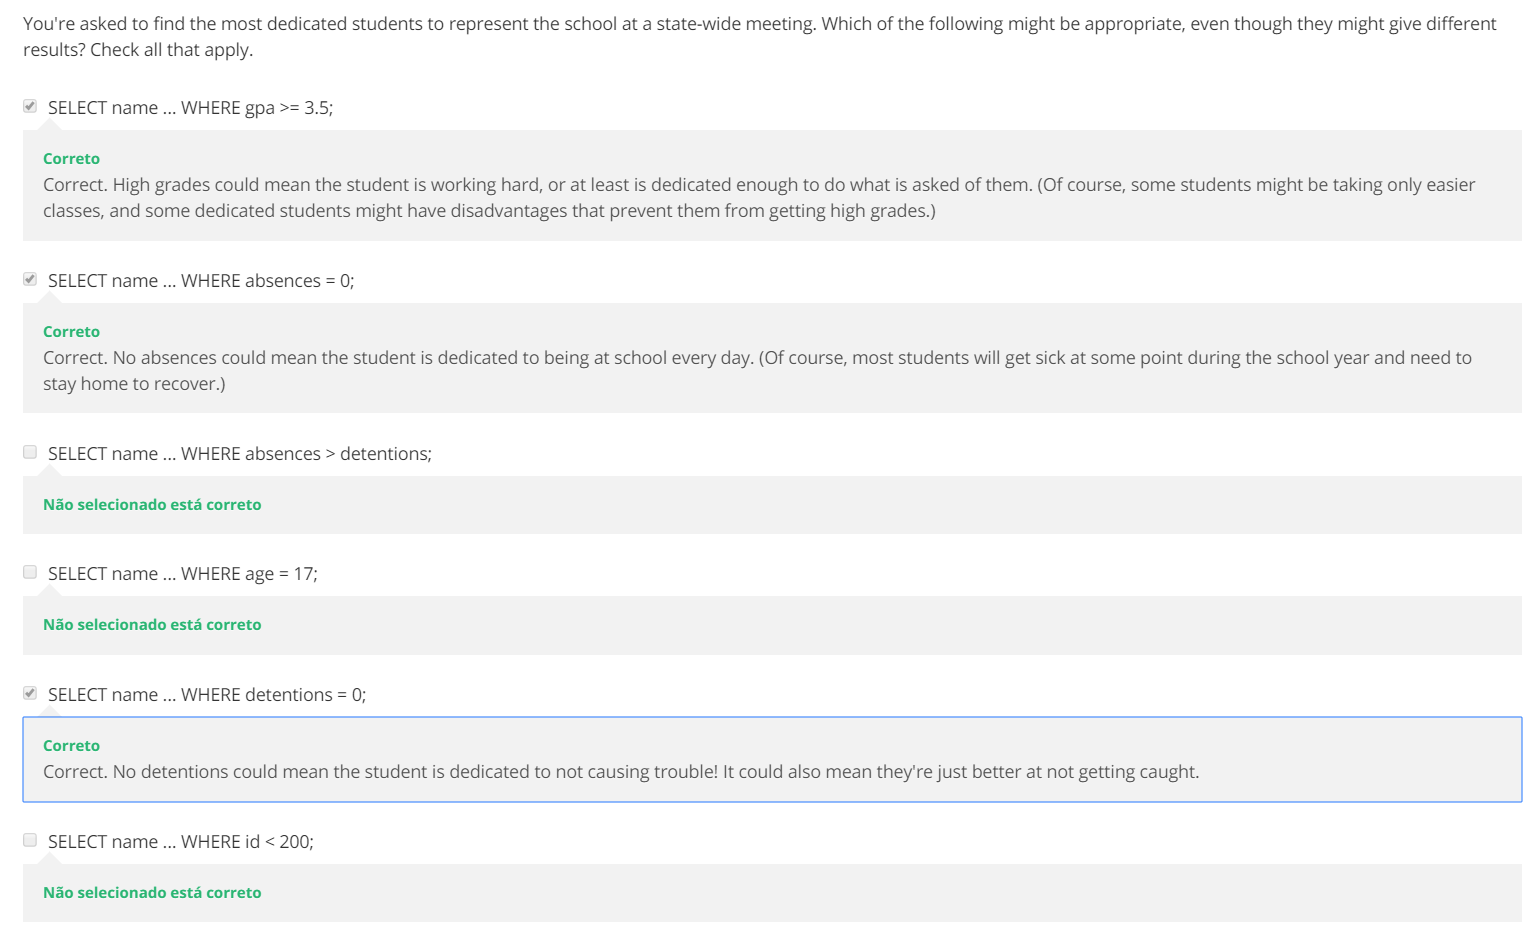 You're asked to find the most dedicated students to represent the school at a state-wide meeting. Which of the following might be appropriate, even though they might give different
results? Check all that apply.
SELECT name ... WHERE gpa >= 3.5;
Correto
Correct. High grades could mean the student is working hard, or at least is dedicated enough to do what is asked of them. (Of course, some students might be taking only easier
classes, and some dedicated students might have disadvantages that prevent them from getting high grades.)
SELECT name ... WHERE absences = 0;
Correto
Correct. No absences could mean the student is dedicated to being at school every day. (Of course, most students will get sick at some point during the school year and need to
stay home to recover.)
SELECT name ... WHERE absences > detentions;
Não selecionado está correto
SELECT name ... WHERE age = 17;
Não selecionado está correto
SELECT name ... WHERE detentions = 0;
Correto
Correct. No detentions could mean the student is dedicated to not causing trouble! It could also mean they're just better at not getting caught.
SELECT name ... WHERE id < 200;
Não selecionado está correto